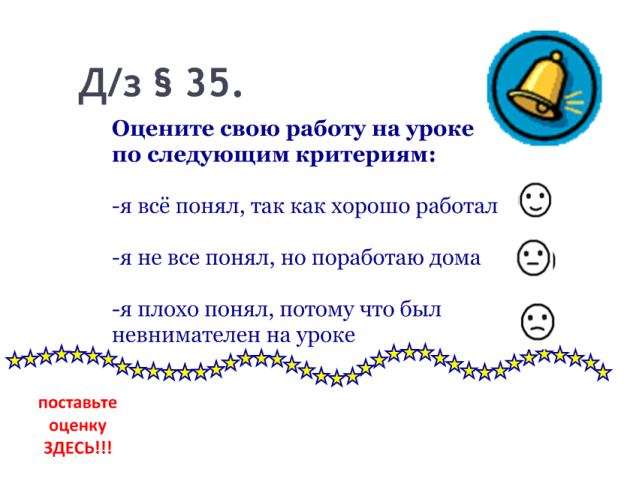 Д/з § 35.
Оцените свою работу на уроке
по следующим критериям:
-я всё понял, так как хорошо работал
-я не все понял, но поработаю дома
-я плохо понял, потому что был
невнимателен на уроке
поставьте
оценку
ЗДЕСЬ!!!